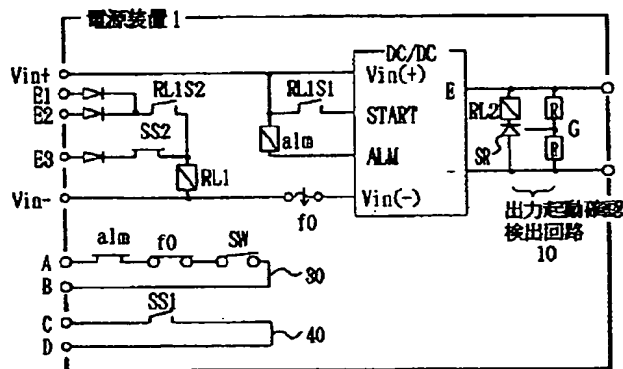 電源装置1
DC/DC
Vin+
Vin(+)
E
E1
RL1S2
RL1S1
E2
START
RL2
R
G
SS2
alm
SR
R
E3
ALM
RL1
Vin-
Vin(-)
-
f0
出力起動確認
検出回路
10
alm
f0
SW
A
30
B
SS1
C
40
D